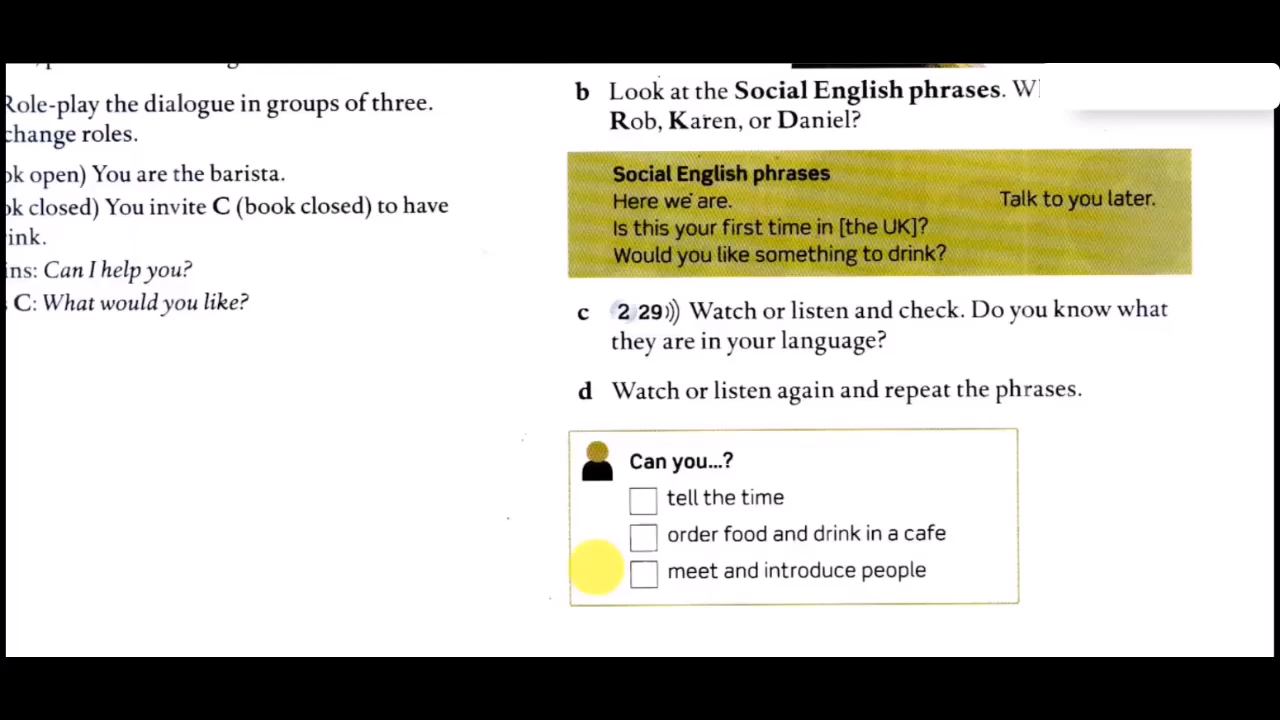 Role-play the dialogue in groups of three.
change roles.
ok open) You are the barista.
ok closed) You invite C (book closed) to have
ink.
ins: Can I help you?
C: What would you like?
b Look at the Social English phrases.
Rob, Karen, or Daniel?
Social English phrases
Here we are.
Talk to you later.
Is this your first time in [the UK]?
Would you like something to drink?
c 2 29))) Watch or listen and check. Do you know what
they are in your language?
d Watch or listen again and repeat the phrases.
Can you...?
tell the time
order food and drink in a cafe
meet and introduce people